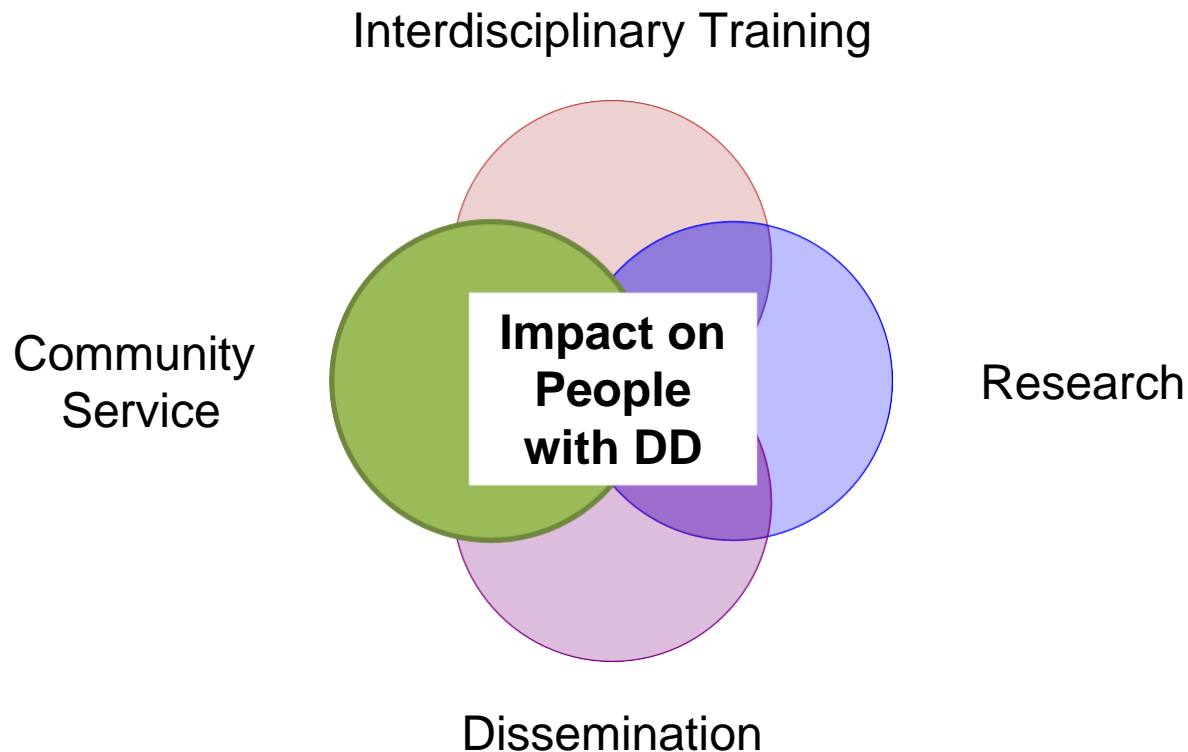 Interdisciplinary Training
Community
Service
Impact on
People
with DD
Research
Dissemination